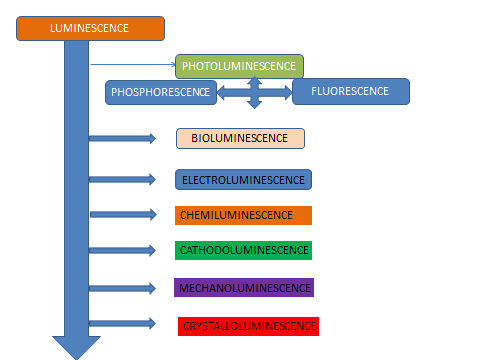 LUMINESCENCE
PHOTOLUMINESCENCE
PHOSPHORESCENCE
FLUORESCENCE
BIOLUMINESCENCE
ELECTROLUMINESCENCE
CHEMILUMINESCENCE
CATHODOLUMINESCENCE
MECHANOLUMINESCENCE
CRYSTALLOLUMINESCENCE